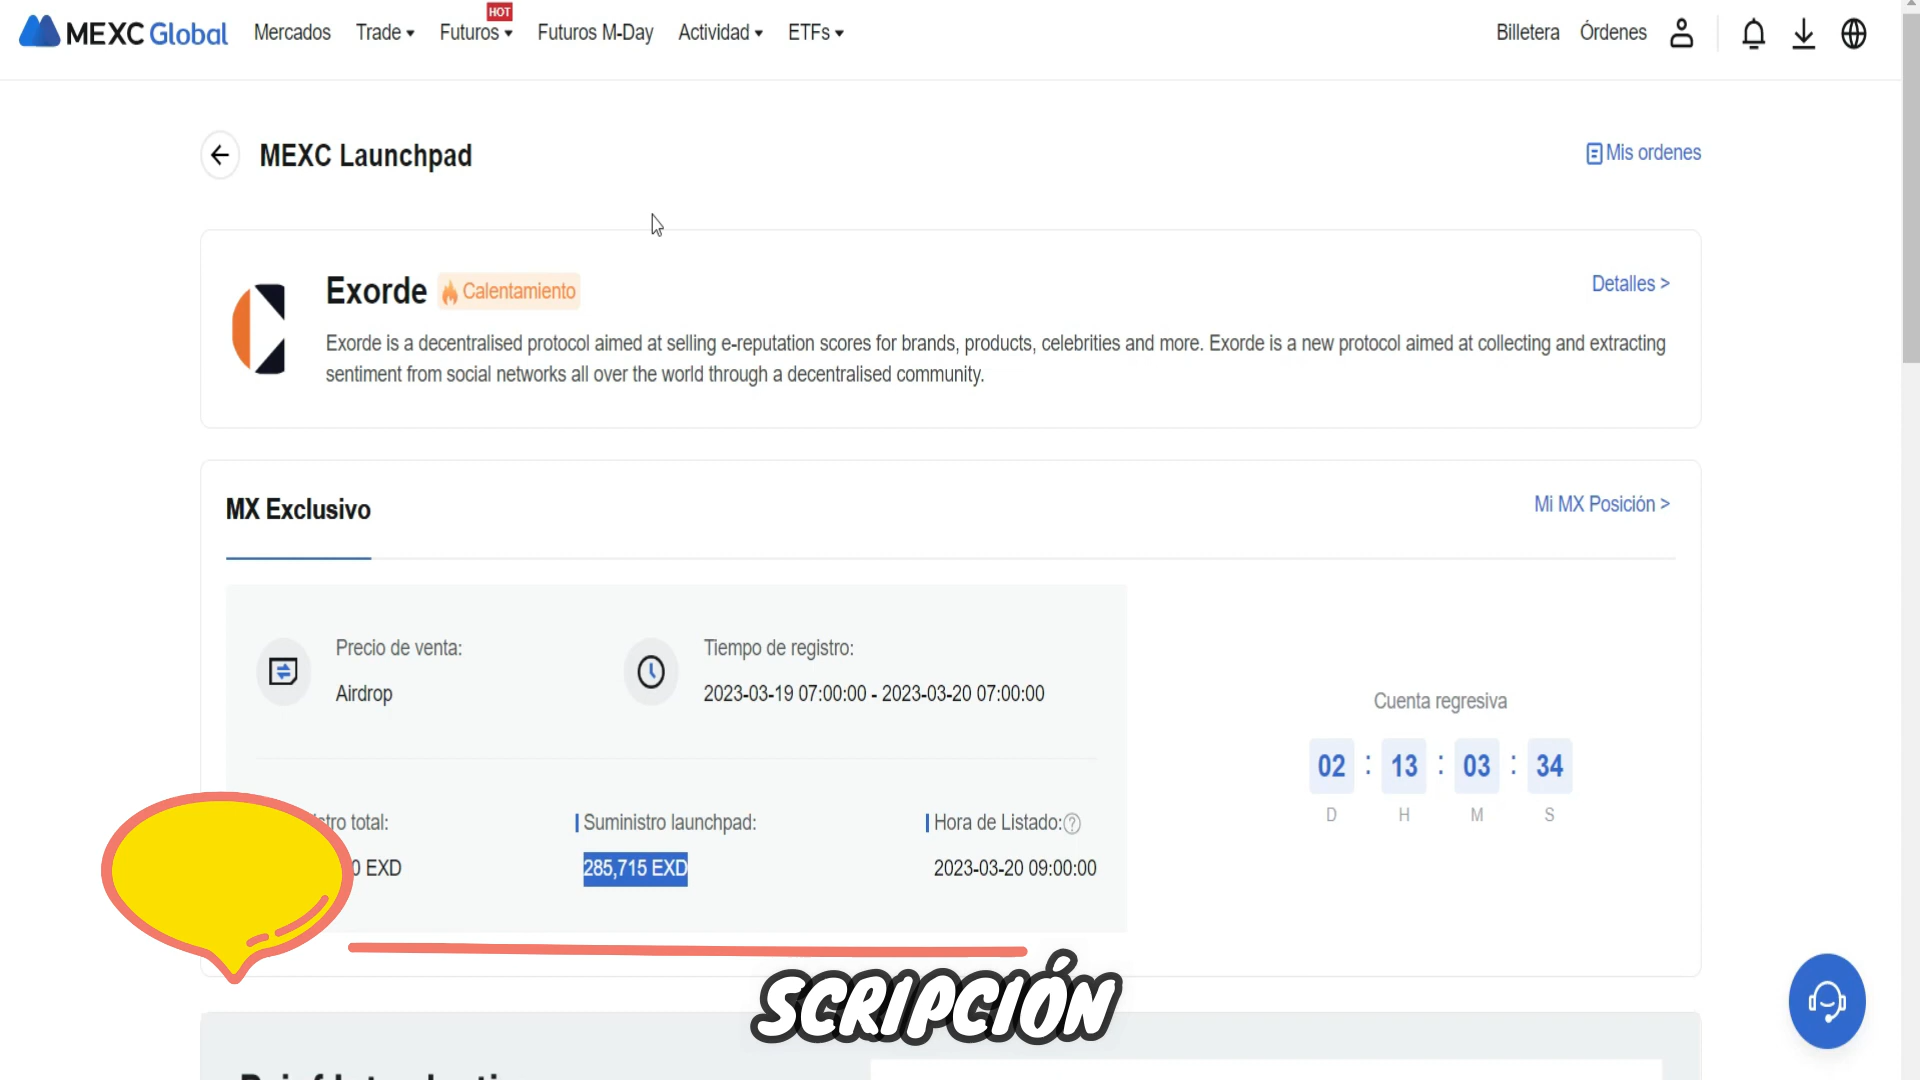 MEXC Global Mercados Trade Futuros HOT Futuros M-Day Actividad ETFs Billetera Órdenes
MEXC Launchpad
Mis ordenes
Exorde Calentamiento
Detalles >
Exorde is a decentralised protocol aimed at selling e-reputation scores for brands, products, celebrities and more. Exorde is a new protocol aimed at collecting and extracting
sentiment from social networks all over the world through a decentralised community.
MX Exclusivo
Mi MX Posición >
Precio de venta:
Airdrop
Tiempo de registro:
2023-03-19 07:00:00 - 2023-03-20 07:00:00
Cuenta regresiva
02 : 13 : 03 : 34
D H M S
total:
EXD
Suministro launchpad:
285,715 EXD
Hora de Listado:
2023-03-20 09:00:00
SCRIPCIÓN